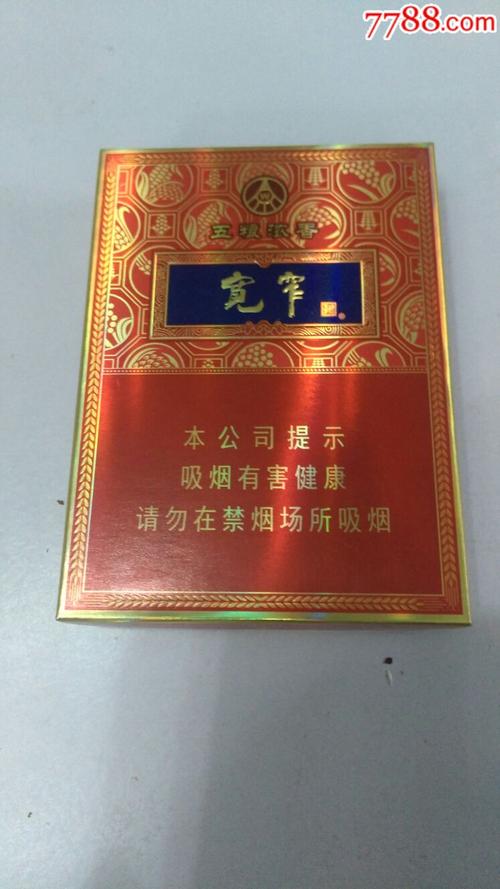 7788.com
五粮浓香
宽窄
本公司提示
吸烟有害健康
请勿在禁烟场所吸烟